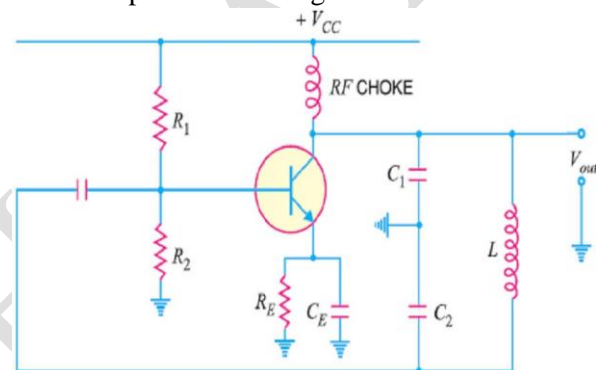 + V_CC
RF CHOKE
R_1
C_1
V_out
R_2
L
R_E
C_E
C_2